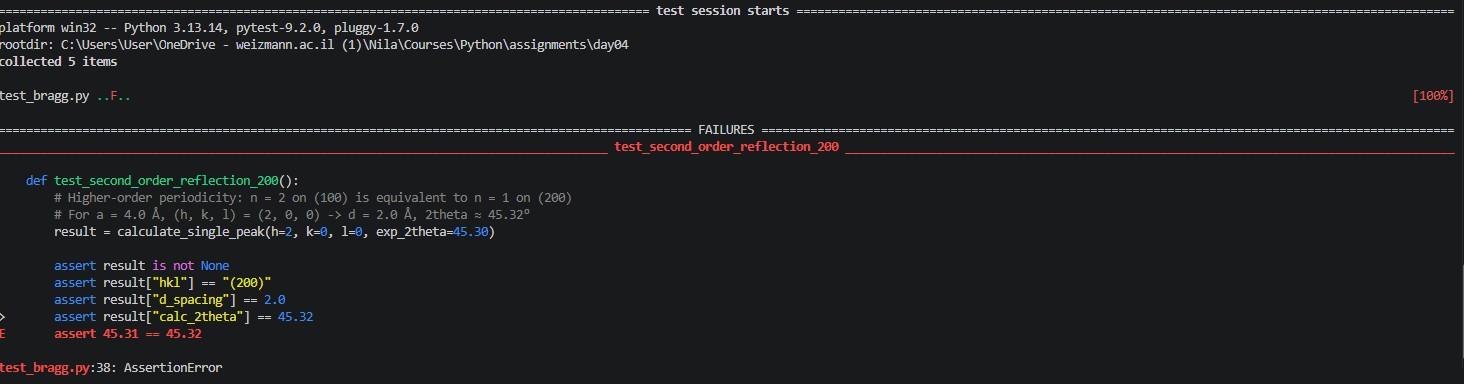 ============================= test session starts =============================
platform win32 -- Python 3.13.14, pytest-9.2.0, pluggy-1.7.0
rootdir: C:\Users\User\OneDrive - weizmann.ac.il (1)\Nila\Courses\Python\assignments\day04
collected 5 items
test_bragg.py ..F.. [100%]
============================= FAILURES =============================
_____________________________ test_second_order_reflection_200 _____________________________
def test_second_order_reflection_200():
# Higher-order periodicity: n = 2 on (100) is equivalent to n = 1 on (200)
# For a = 4.0 Å, (h, k, l) = (2, 0, 0) -> d = 2.0 Å, 2theta ≈ 45.32°
result = calculate_single_peak(h=2, k=0, l=0, exp_2theta=45.30)
assert result is not None
assert result["hkl"] == "(200)"
assert result["d_spacing"] == 2.0
> assert result["calc_2theta"] == 45.32
E assert 45.31 == 45.32
test_bragg.py:38: AssertionError